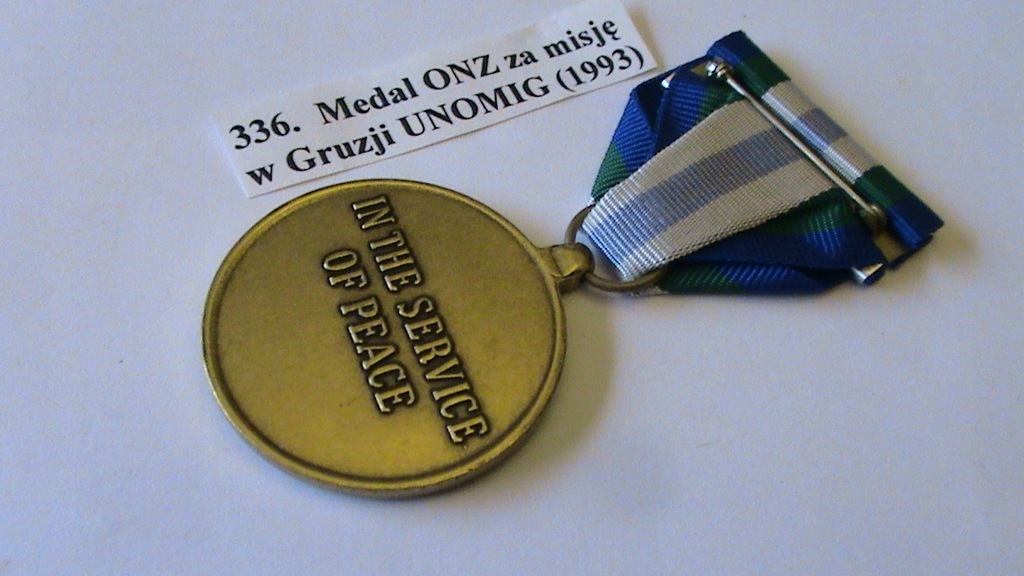 336. Medal ONZ za misję
w Gruzji UNOMIG (1993)
IN THE SERVICE
OF PEACE